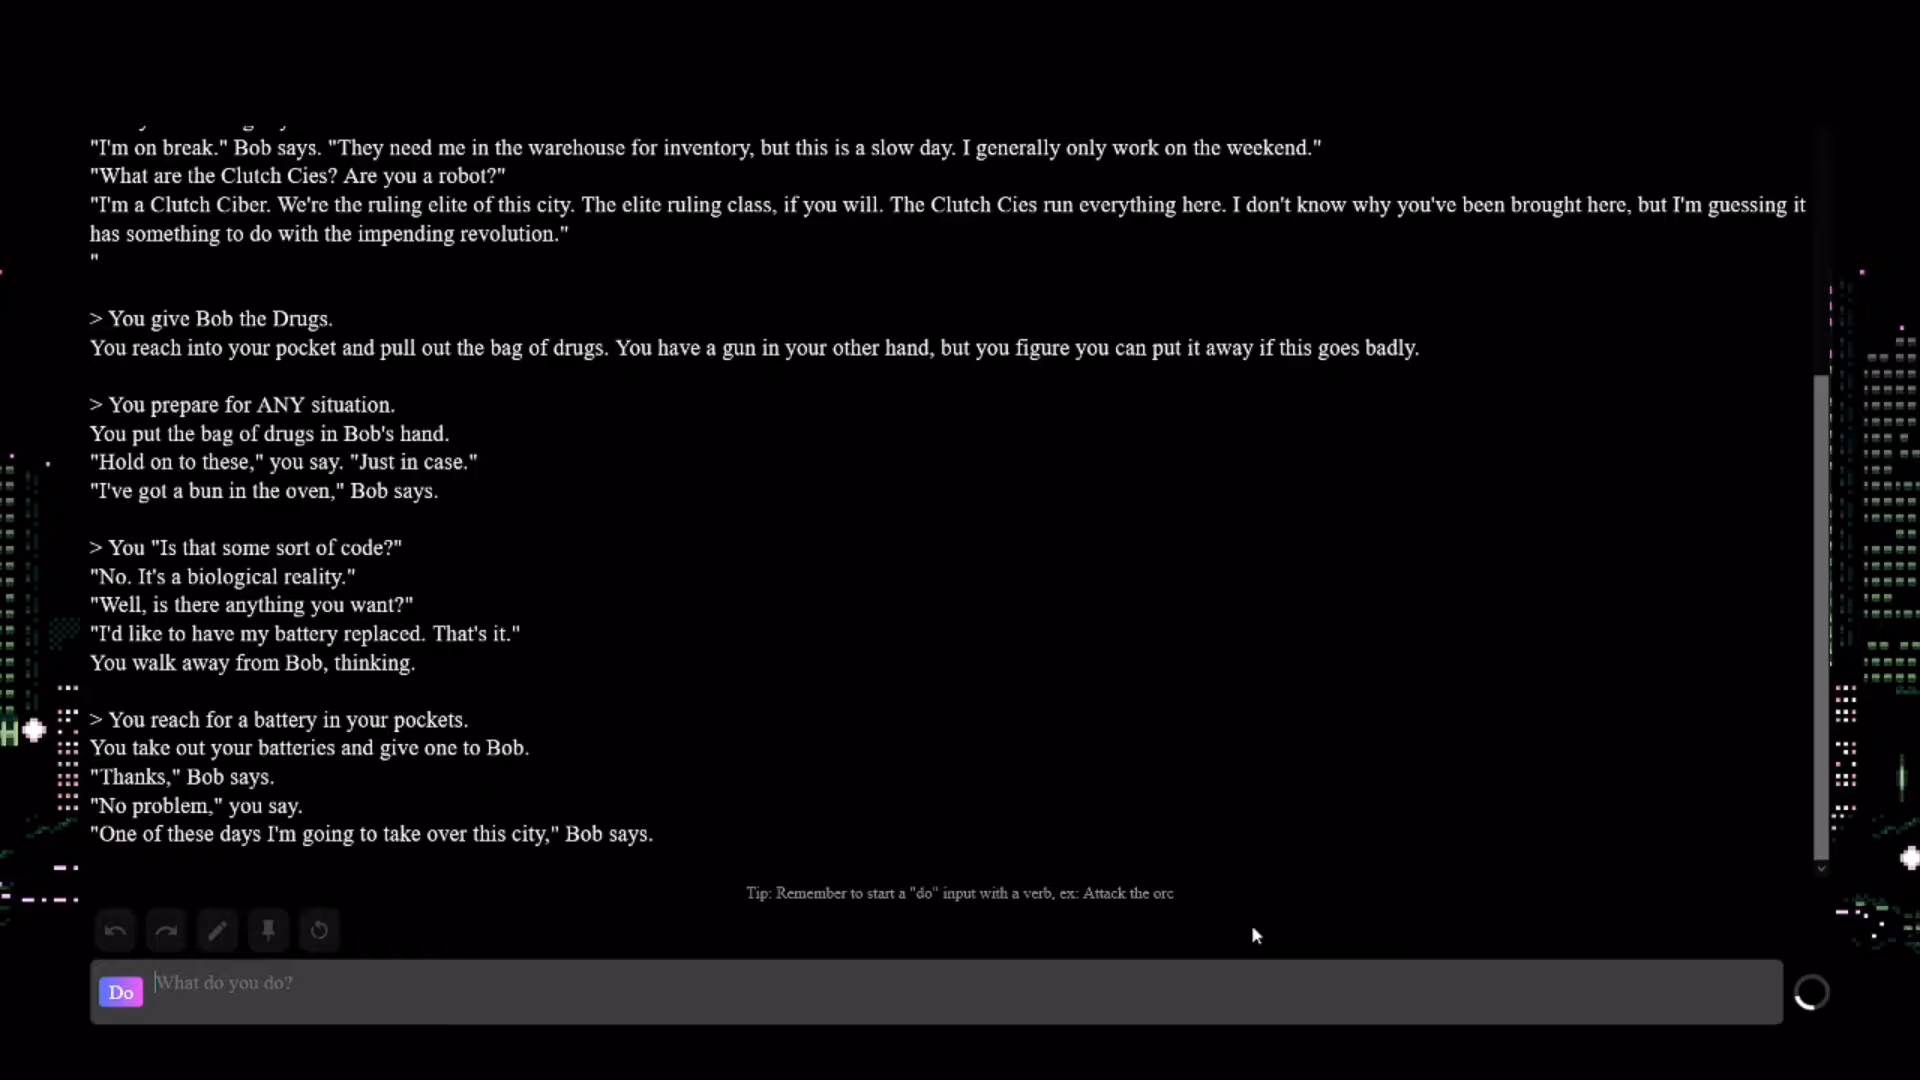 "I'm on break." Bob says. "They need me in the warehouse for inventory, but this is a slow day. I generally only work on the weekend."
"What are the Clutch Cies? Are you a robot?"
"I'm a Clutch Ciber. We're the ruling elite of this city. The elite ruling class, if you will. The Clutch Cies run everything here. I don't know why you've been brought here, but I'm guessing it
has something to do with the impending revolution."
"
> You give Bob the Drugs.
You reach into your pocket and pull out the bag of drugs. You have a gun in your other hand, but you figure you can put it away if this goes badly.
> You prepare for ANY situation.
You put the bag of drugs in Bob's hand.
"Hold on to these," you say. "Just in case."
"I've got a bun in the oven," Bob says.
> You "Is that some sort of code?"
"No. It's a biological reality."
"Well, is there anything you want?"
"I'd like to have my battery replaced. That's it."
You walk away from Bob, thinking.
> You reach for a battery in your pockets.
You take out your batteries and give one to Bob.
"Thanks," Bob says.
"No problem," you say.
"One of these days I'm going to take over this city," Bob says.
Tip: Remember to start a "do" input with a verb, ex: Attack the orc
Do What do you do?